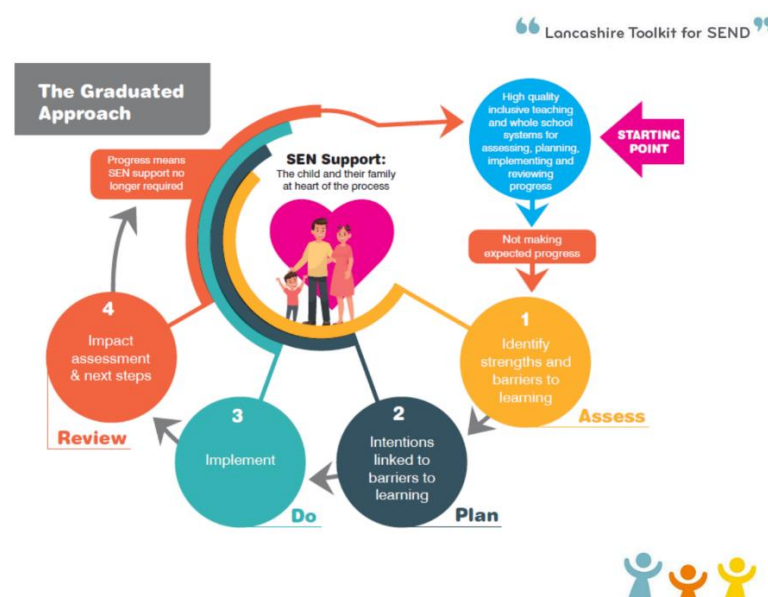 “ Lancashire Toolkit for SEND ”
The Graduated
Approach
High quality
inclusive teaching
and whole school
systems for
assessing, planning,
implementing and
reviewing
progress
STARTING
POINT
Progress means
SEN support no
longer required
SEN Support:
The child and their family
at heart of the process
Not making
expected progress
1
Identify
strengths and
barriers to
learning
Assess
2
Intentions
linked to
barriers to
learning
Plan
3
Implement
Do
4
Impact
assessment
& next steps
Review